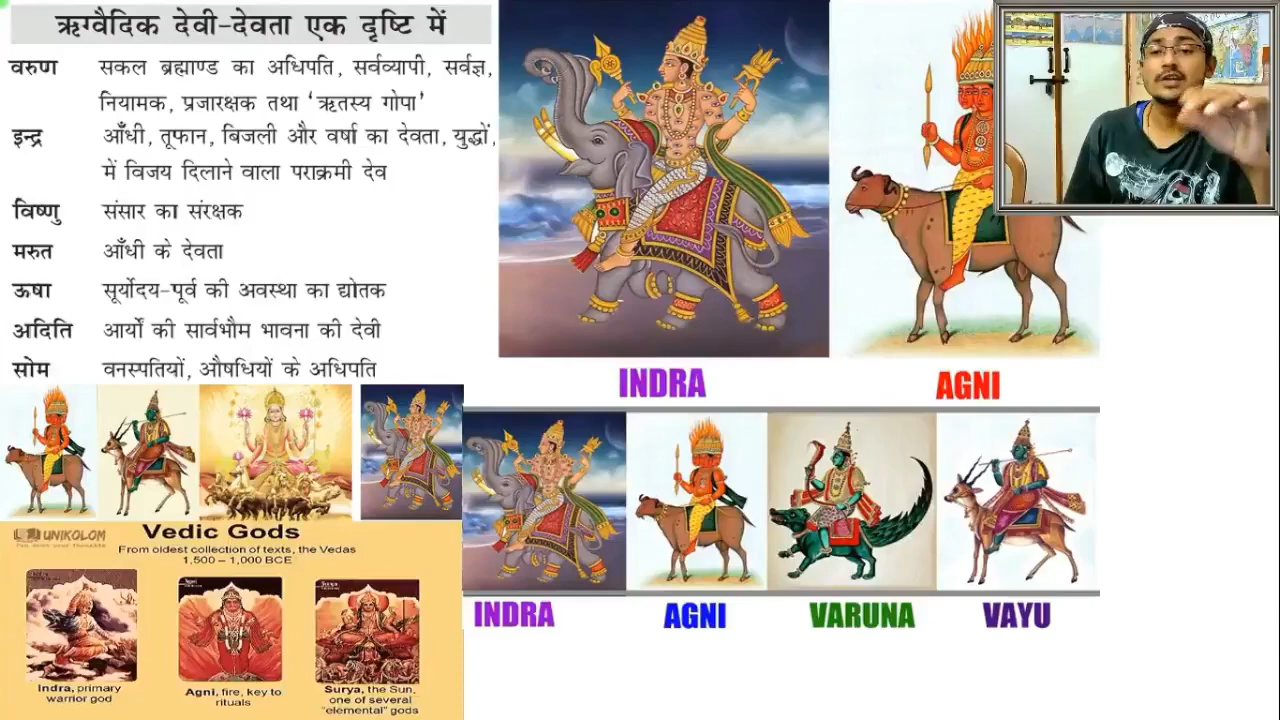 ऋग्वैदिक देवी-देवता एक दृष्टि में
वरुण सकल ब्रह्माण्ड का अधिपति, सर्वव्यापी, सर्वज्ञ,
नियामक, प्रजारक्षक तथा ‘ऋतस्य गोपा’
इन्द्र आँधी, तूफान, बिजली और वर्षा का देवता, युद्धों,
में विजय दिलाने वाला पराक्रमी देव
विष्णु संसार का संरक्षक
मरुत आँधी के देवता
ऊषा सूर्योदय-पूर्व की अवस्था का द्योतक
अदिति आर्यों की सार्वभौम भावना की देवी
सोम वनस्पतियों, औषधियों के अधिपति
INDRA AGNI
INDRA AGNI VARUNA VAYU
UNIKOLOM
Vedic Gods
From oldest collection of texts, the Vedas
1,500 – 1,000 BCE
Indra, primary
warrior god
Agni, fire, key to
rituals
Surya, the Sun,
one of several
"elemental" gods